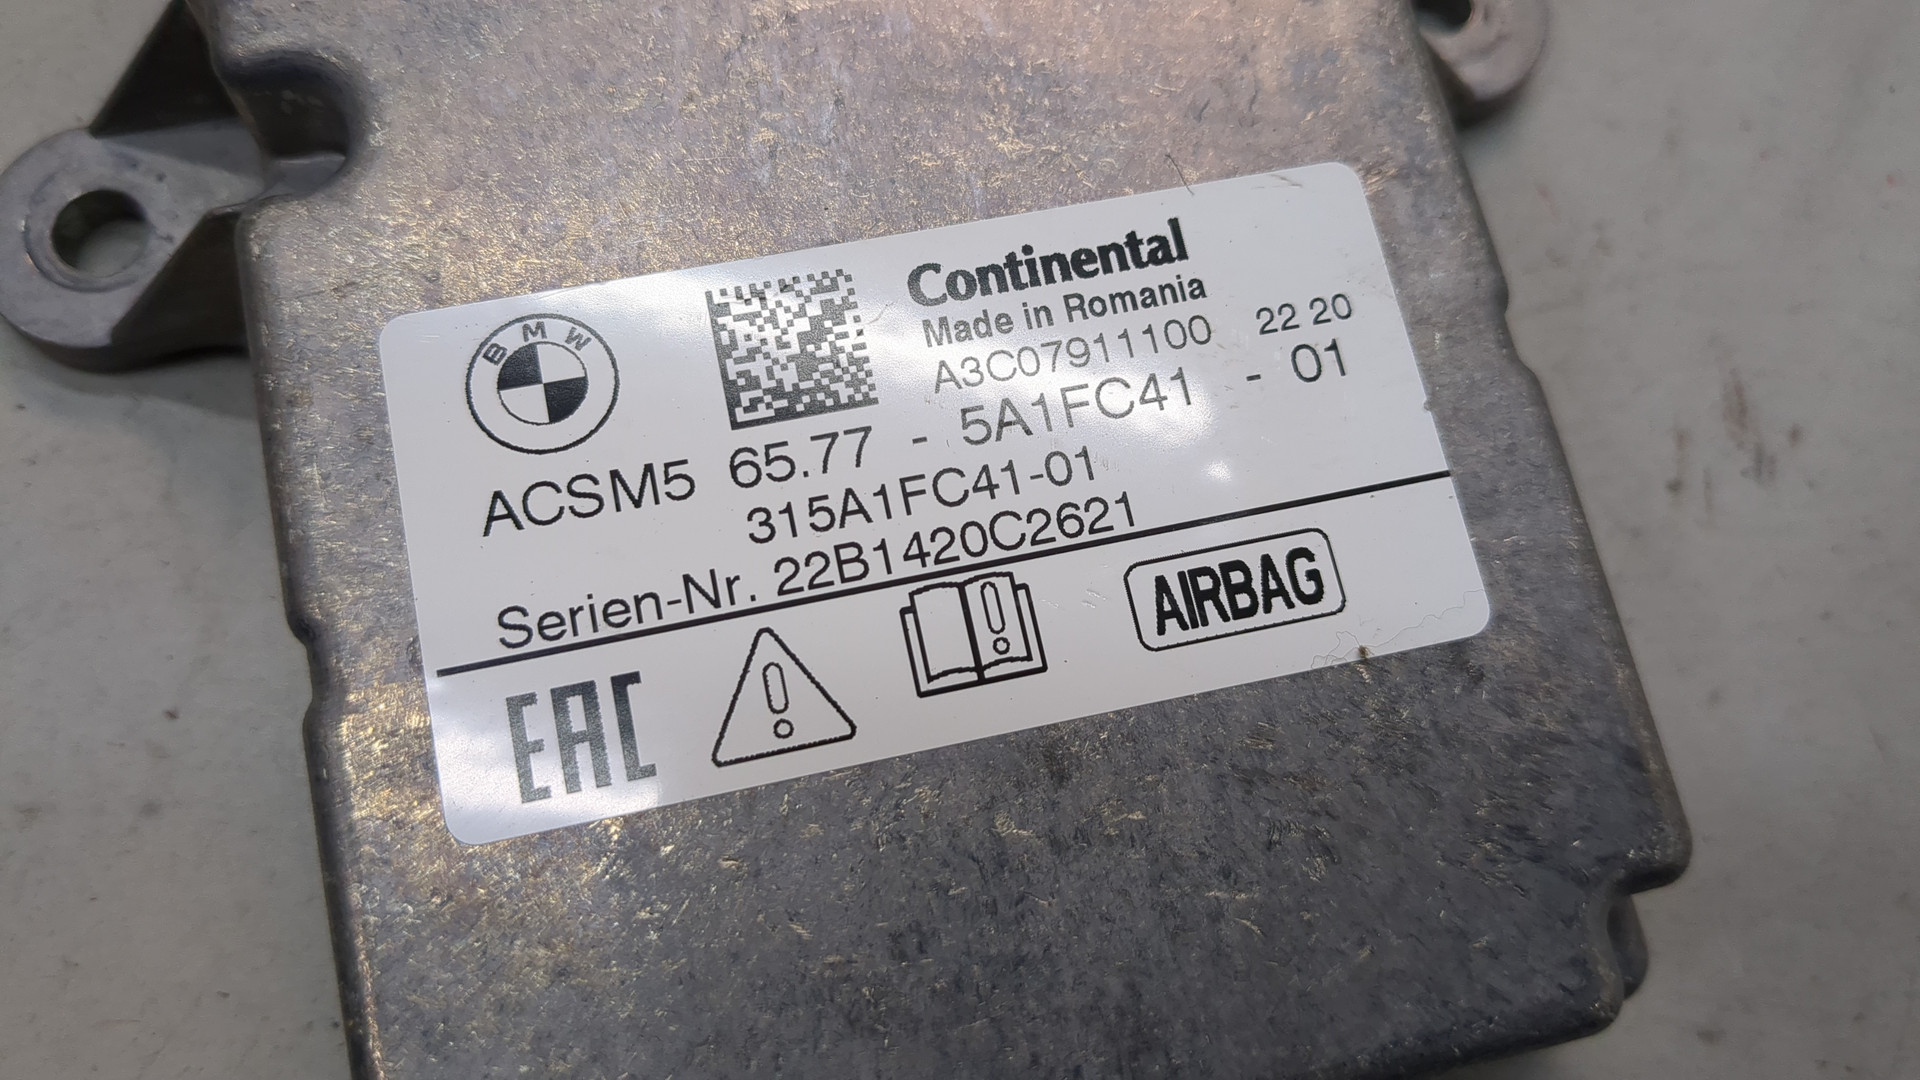 BMW
Continental
Made in Romania
A3C07911100 22 20
ACSM5 65.77 - 5A1FC41 - 01
315A1FC41-01
Serien-Nr. 22B1420C2621
EAC
AIRBAG